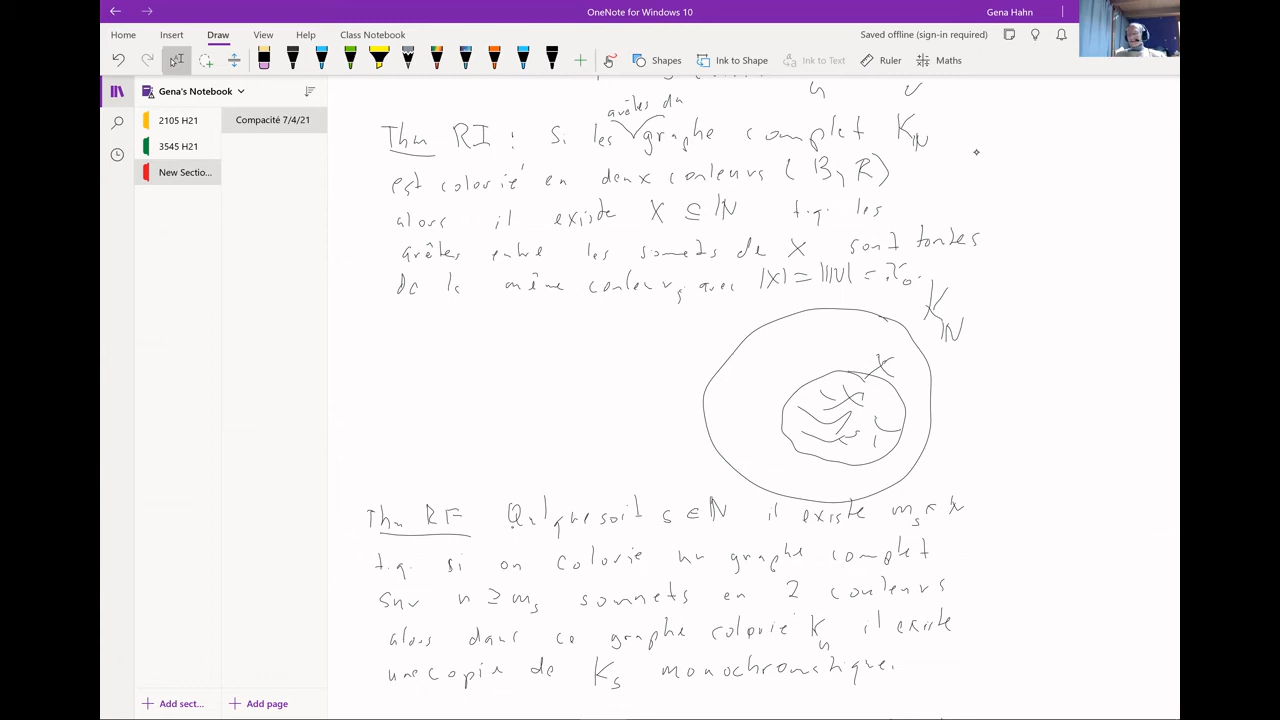 OneNote for Windows 10
Gena Hahn
Home Insert Draw View Help Class Notebook
Saved offline (sign-in required)
Shapes Ink to Shape Ink to Text Ruler Maths
Gena's Notebook
2105 H21
3545 H21
New Sectio...
Compacité 7/4/21
arêtes du
Thm RI : Si les graphe complet K_N
est colorié en deux couleurs (B, R)
alors il existe X ⊆ ℕ t.q. les
arêtes entre les somets de X sont toutes
de la même couleur, avec |X| = |ℕ| = ℵ₀.
K_ℕ
X
Thm RF Quelque soit s ∈ ℕ il existe m_s ∈ ℕ
t.q. si on colorie un graphe complet
sur n ≥ m_s sommets en 2 couleurs
alors dans ce graphe colorié K_n il existe
une copie de K_s monochromatique.
Add sect... Add page